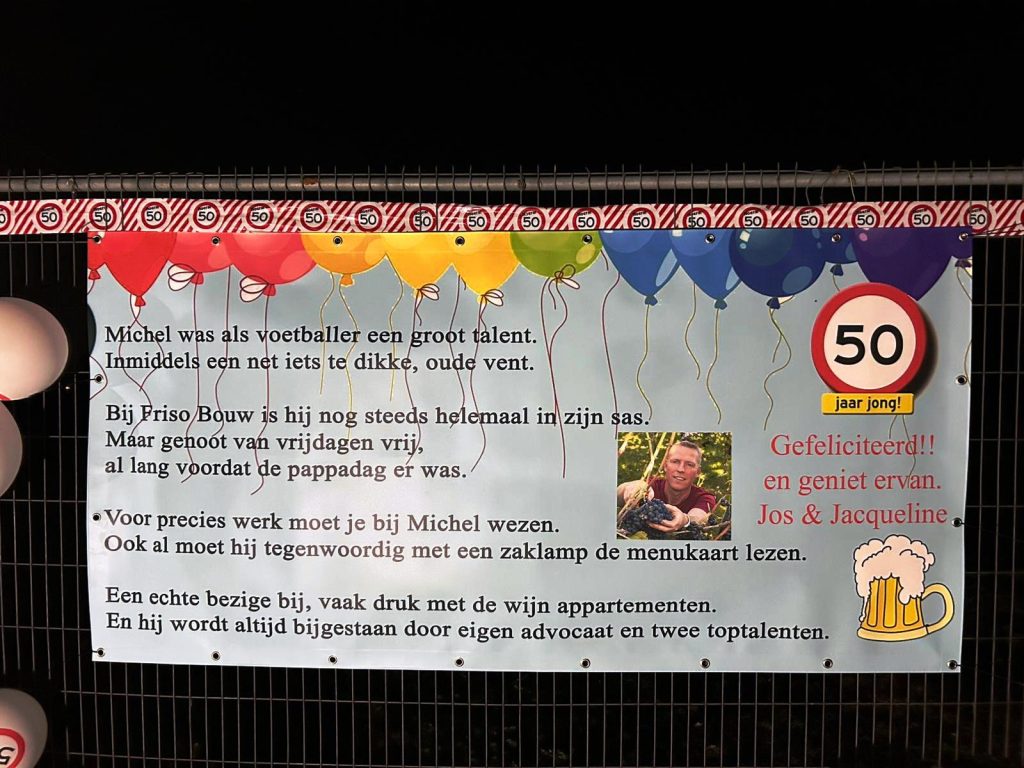 50 50 50 50 50 50 50 50 50 50 50 50 50 50 50 50 50 50
Michel was als voetballer een groot talent.
Inmiddels een net iets te dikke, oude vent.
Bij Friso Bouw is hij nog steeds helemaal in zijn sas.
Maar genoot van vrijdagen vrij,
al lang voordat de pappadag er was.
Voor precies werk moet je bij Michel wezen.
Ook al moet hij tegenwoordig met een zaklamp de menukaart lezen.
Een echte bezige bij, vaak druk met de wijn appartementen.
En hij wordt altijd bijgestaan door eigen advocaat en twee toptalenten.
50
jaar jong!
Gefeliciteerd!!
en geniet ervan.
Jos & Jacqueline
50